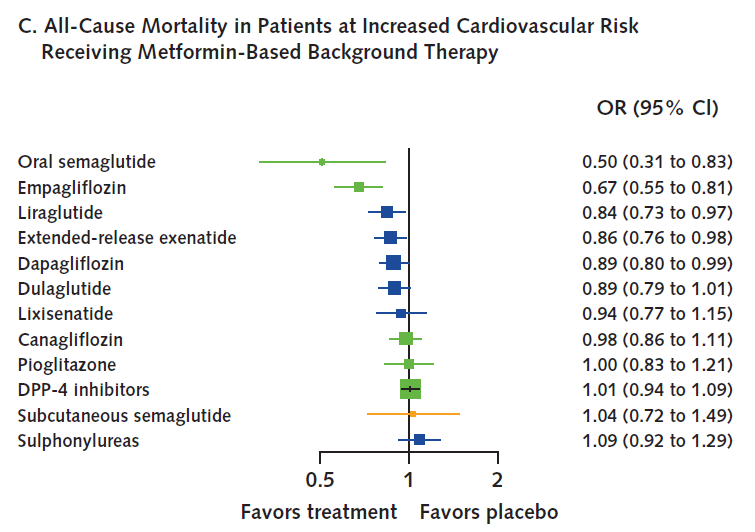 C. All-Cause Mortality in Patients at Increased Cardiovascular Risk
Receiving Metformin-Based Background Therapy
OR (95% CI)
Oral semaglutide 0.50 (0.31 to 0.83)
Empagliflozin 0.67 (0.55 to 0.81)
Liraglutide 0.84 (0.73 to 0.97)
Extended-release exenatide 0.86 (0.76 to 0.98)
Dapagliflozin 0.89 (0.80 to 0.99)
Dulaglutide 0.89 (0.79 to 1.01)
Lixisenatide 0.94 (0.77 to 1.15)
Canagliflozin 0.98 (0.86 to 1.11)
Pioglitazone 1.00 (0.83 to 1.21)
DPP-4 inhibitors 1.01 (0.94 to 1.09)
Subcutaneous semaglutide 1.04 (0.72 to 1.49)
Sulphonylureas 1.09 (0.92 to 1.29)
0.5 1 2
Favors treatment Favors placebo